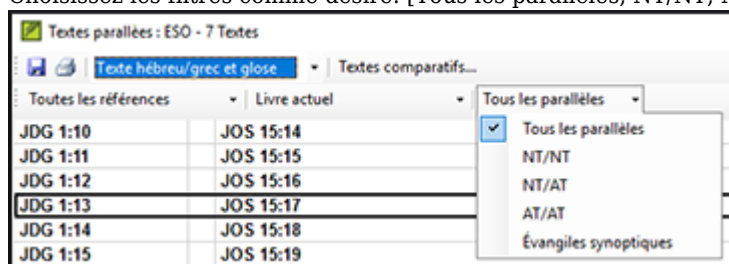 Choisissez les filtres comme désiré. [Tous les parallèles, NT/NT,
Textes parallèes : ESO - 7 Textes
Texte hébreu/grec et glose Textes comparatifs...
Toutes les références Livre actuel Tous les parallèles
JDG 1:10 JOS 15:14 Tous les parallèles
JDG 1:11 JOS 15:15 NT/NT
JDG 1:12 JOS 15:16 NT/AT
JDG 1:13 JOS 15:17 AT/AT
JDG 1:14 JOS 15:18 Évangiles synoptiques
JDG 1:15 JOS 15:19